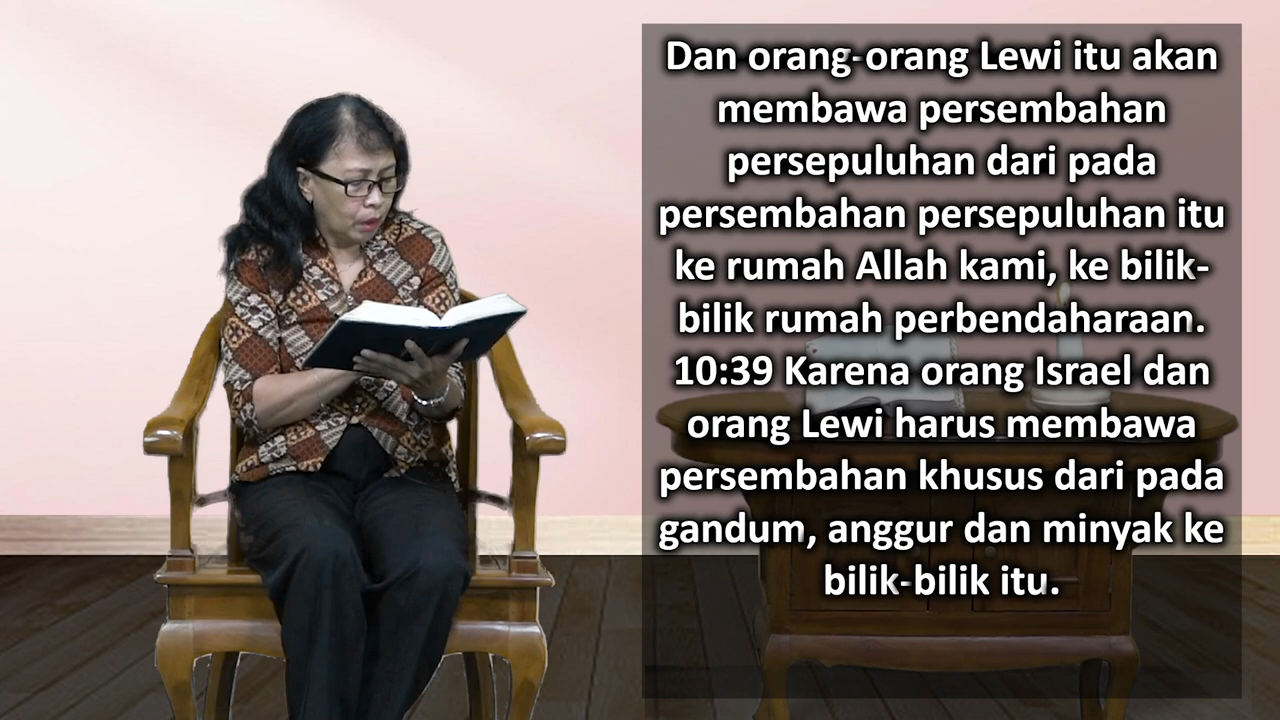 Dan orang-orang Lewi itu akan
membawa persembahan
persepuluhan dari pada
persembahan persepuluhan itu
ke rumah Allah kami, ke bilik-
bilik rumah perbendaharaan.
10:39 Karena orang Israel dan
orang Lewi harus membawa
persembahan khusus dari pada
gandum, anggur dan minyak ke
bilik-bilik itu.